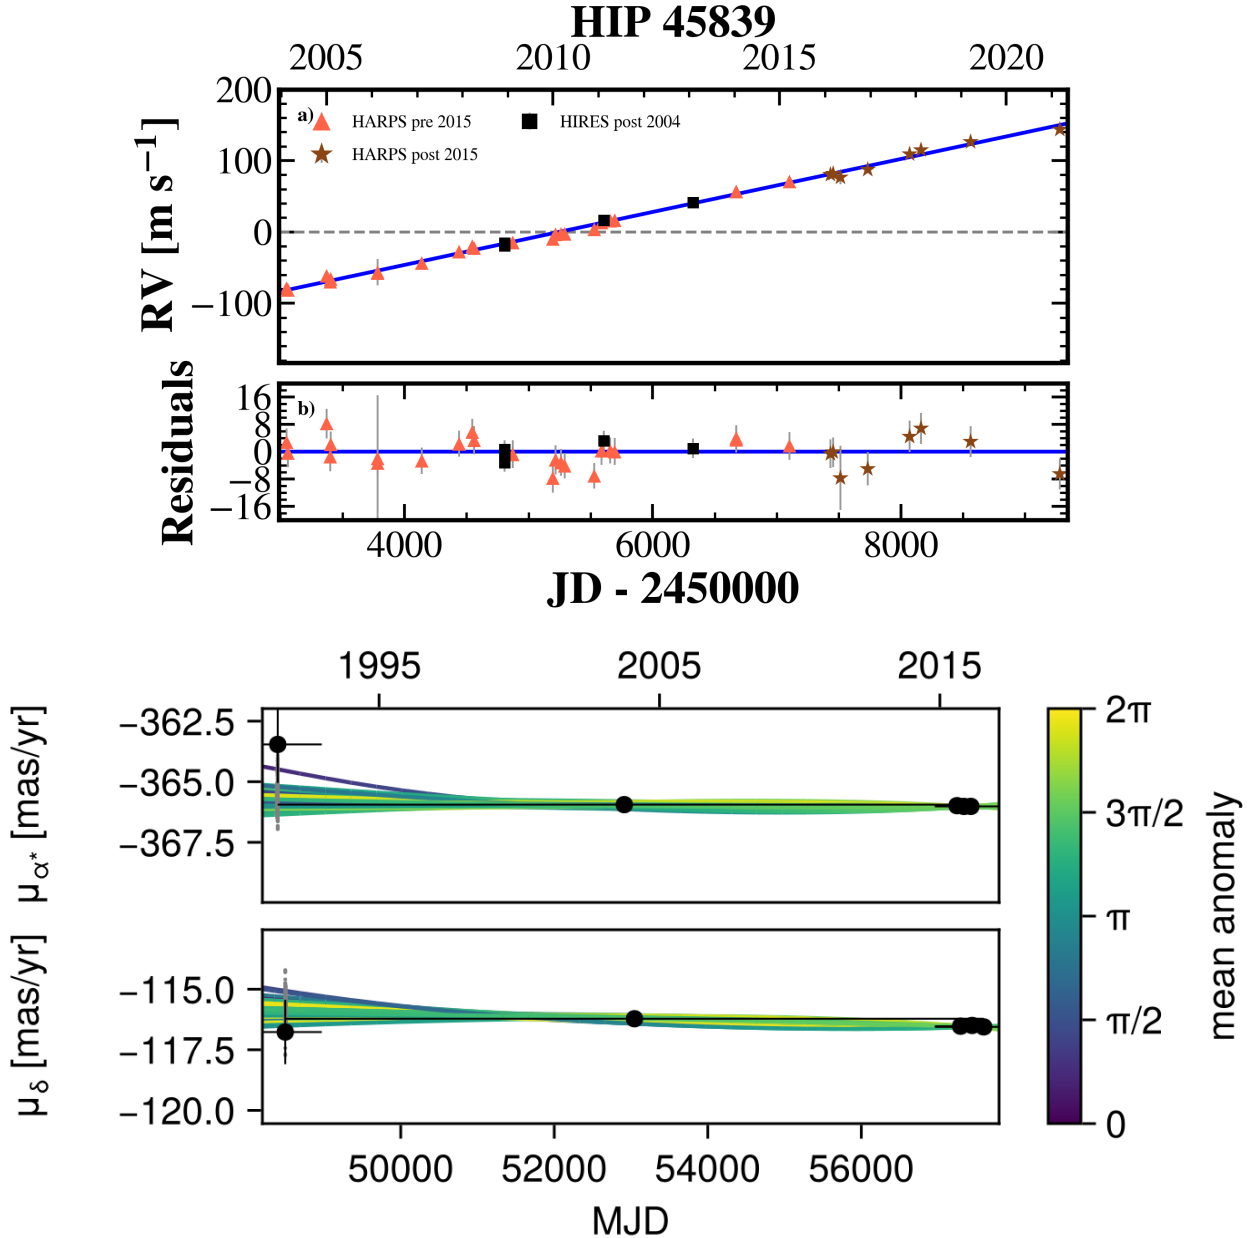 HIP 45839
2005 2010 2015 2020
a) HARPS pre 2015 HIRES post 2004
HARPS post 2015
200
100
0
−100
RV [m s−1]
b)
16
8
0
−8
−16
Residuals
4000 6000 8000
JD - 2450000
1995 2005 2015
−362.5
−365.0
−367.5
μα* [mas/yr]
−115.0
−117.5
−120.0
μδ [mas/yr]
50000 52000 54000 56000
MJD
2π
3π/2
π
π/2
0
mean anomaly